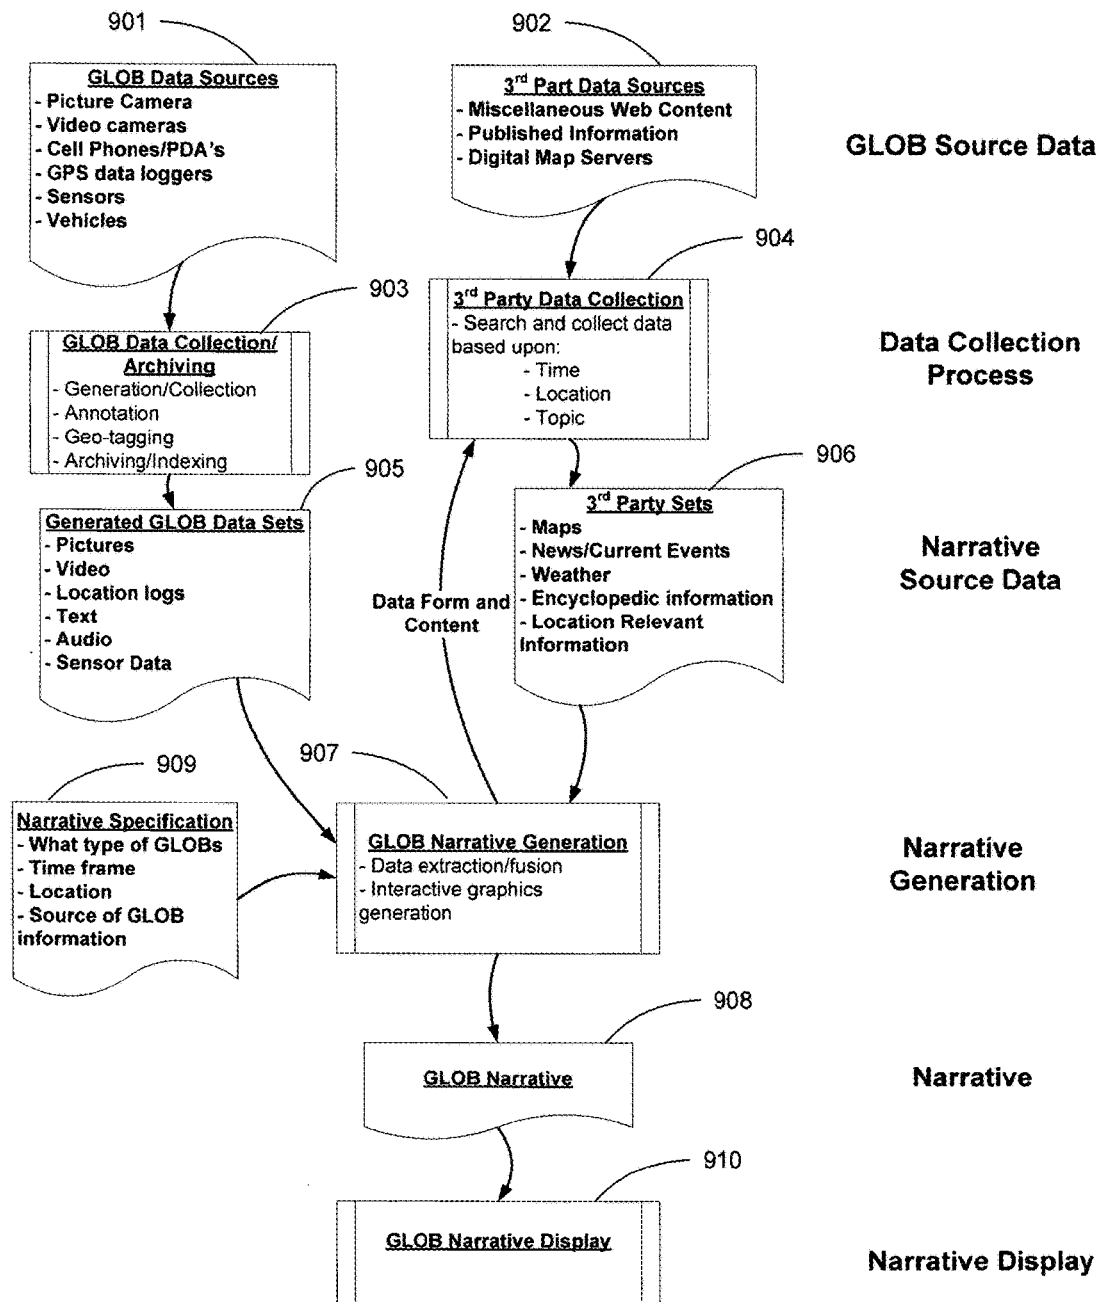 901
902
GLOB Data Sources
- Picture Camera
- Video cameras
- Cell Phones/PDA's
- GPS data loggers
- Sensors
- Vehicles
3rd Part Data Sources
- Miscellaneous Web Content
- Published Information
- Digital Map Servers
GLOB Source Data
903
904
GLOB Data Collection/
Archiving
- Generation/Collection
- Annotation
- Geo-tagging
- Archiving/Indexing
3rd Party Data Collection
- Search and collect data
based upon:
- Time
- Location
- Topic
Data Collection
Process
905
906
Generated GLOB Data Sets
- Pictures
- Video
- Location logs
- Text
- Audio
- Sensor Data
Data Form and
Content
3rd Party Sets
- Maps
- News/Current Events
- Weather
- Encyclopedic information
- Location Relevant
Information
Narrative
Source Data
909
907
Narrative Specification
- What type of GLOBs
- Time frame
- Location
- Source of GLOB
information
GLOB Narrative Generation
- Data extraction/fusion
- Interactive graphics
generation
Narrative
Generation
908
GLOB Narrative
Narrative
910
GLOB Narrative Display
Narrative Display